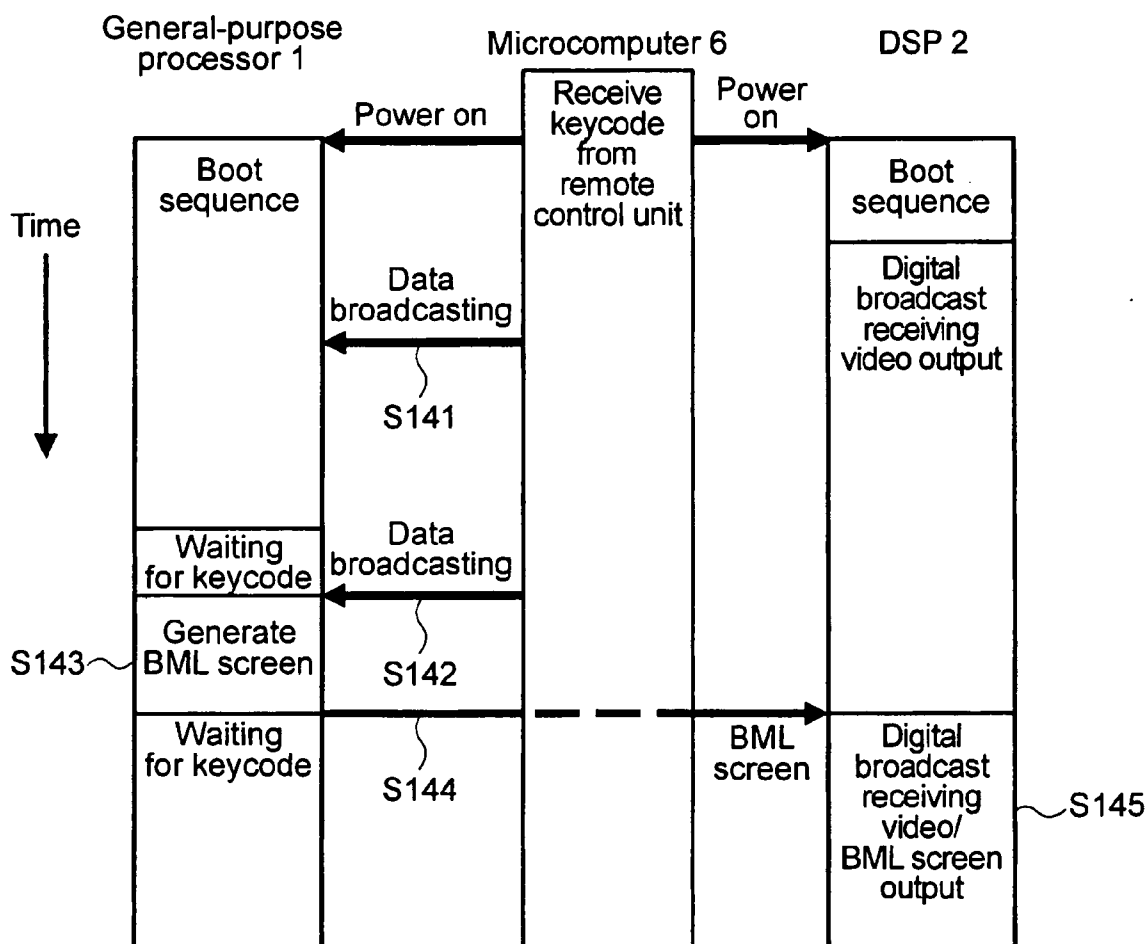 General-purpose
processor 1
Microcomputer 6
DSP 2
Power on
Receive
keycode
from
remote
control unit
Power
on
Boot
sequence
Boot
sequence
Time
Data
broadcasting
S141
Digital
broadcast
receiving
video output
Waiting
for keycode
Data
broadcasting
S142
S143
Generate
BML screen
Waiting
for keycode
S144
BML
screen
Digital
broadcast
receiving
video/
BML screen
output
S145